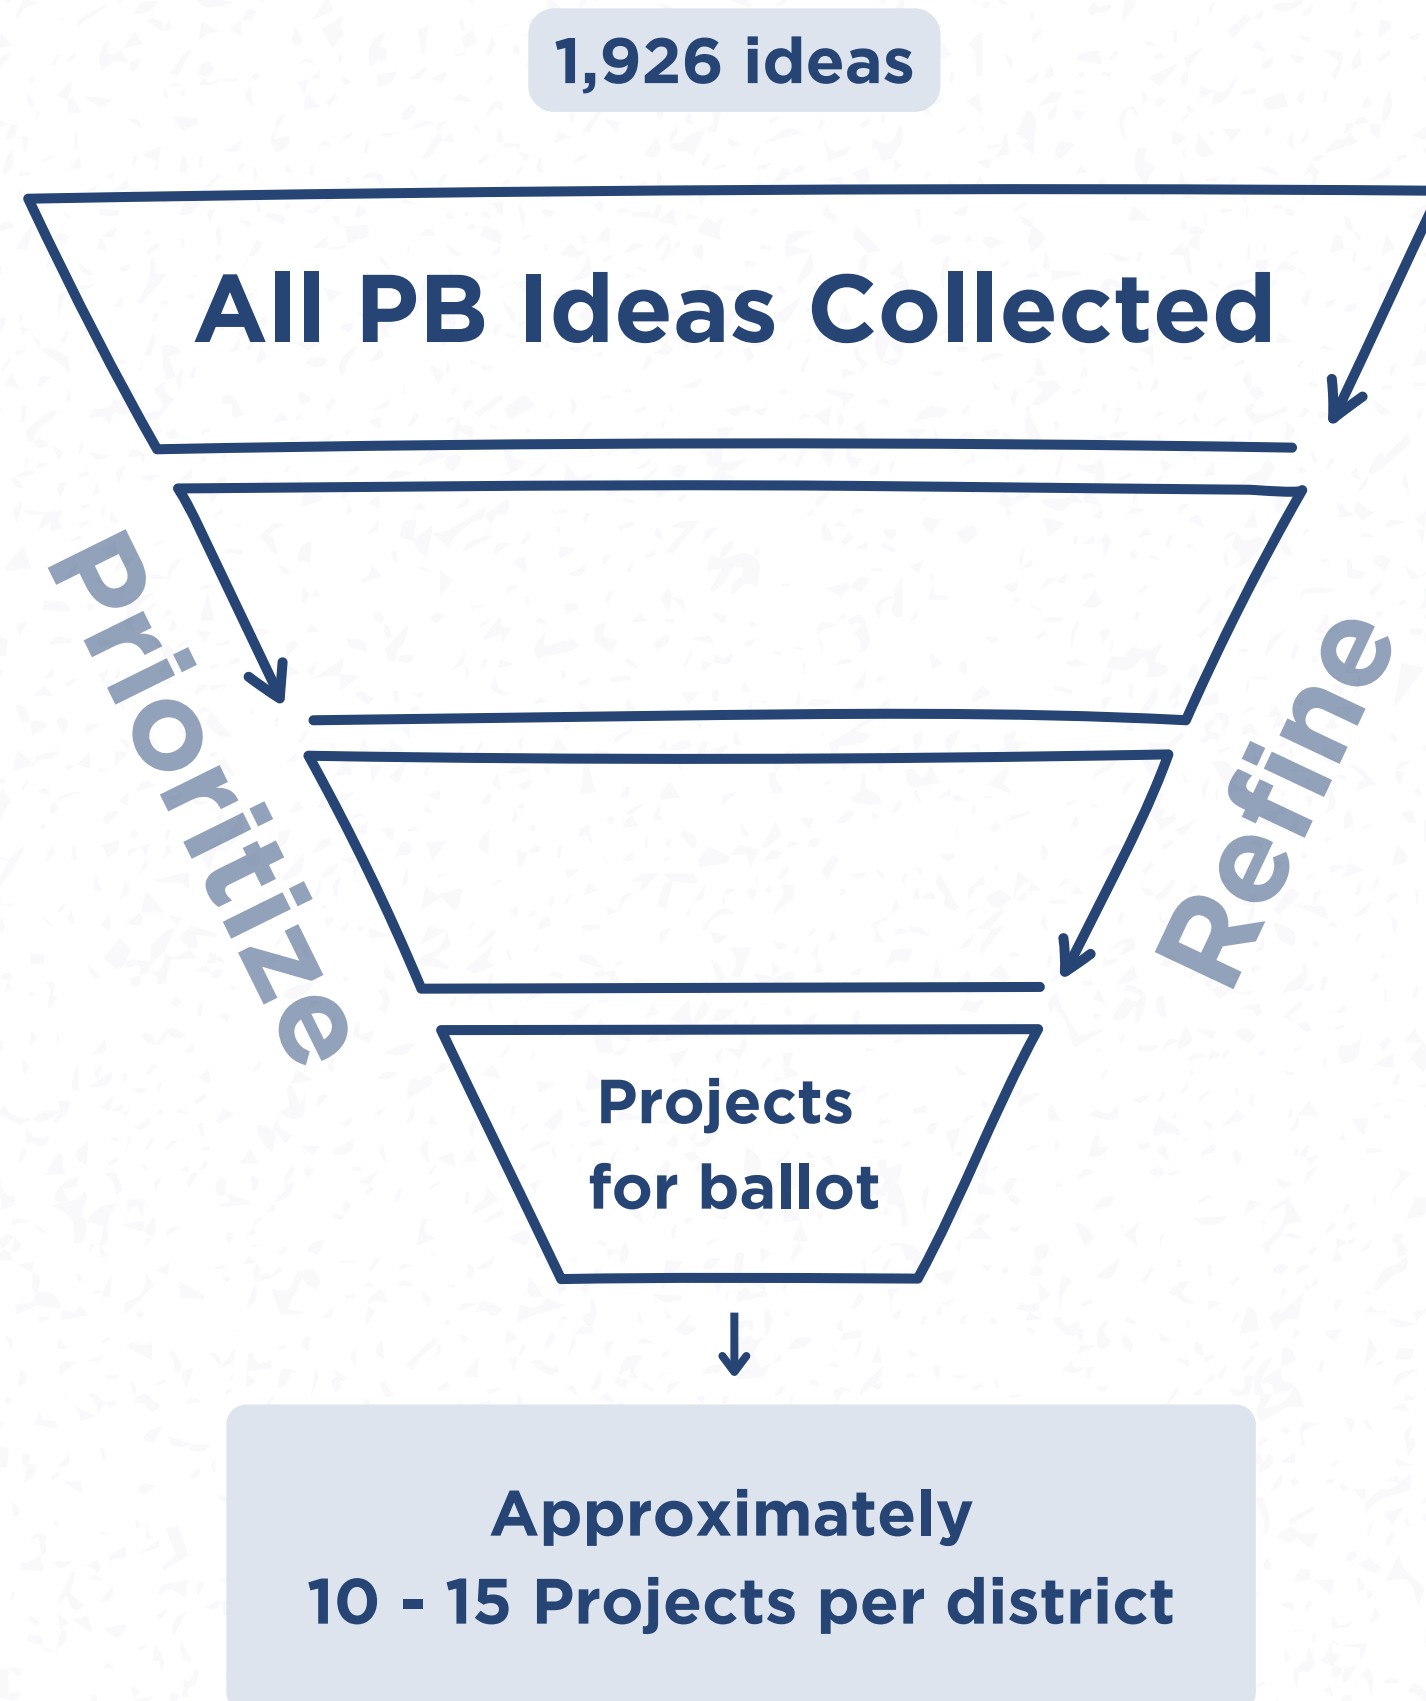 1,926 ideas
All PB Ideas Collected
Prioritize
Refine
Projects
for ballot
Approximately
10 - 15 Projects per district